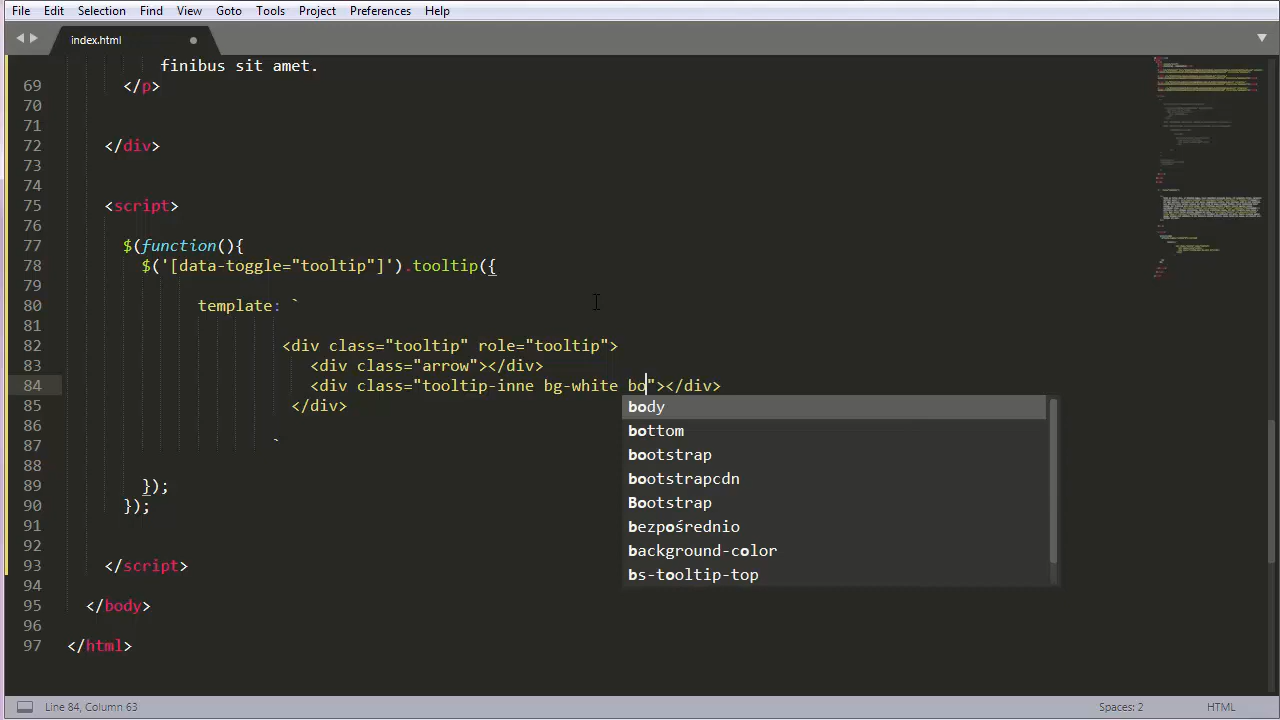 File Edit Selection Find View Goto Tools Project Preferences Help
index.html
finibus sit amet.
69 </p>
70
71
72 </div>
73
74
75 <script>
76
77 $(function(){
78 $('[data-toggle="tooltip"]').tooltip({
79
80 template: `
81
82 <div class="tooltip" role="tooltip">
83 <div class="arrow"></div>
84 <div class="tooltip-inne bg-white bo"></div>
body
85 </div>
bottom
87 `
bootstrap
88
bootstrapcdn
89 });
Bootstrap
90 });
bezpośrednio
91
92
background-color
93 </script>
bs-tooltip-top
94
95 </body>
96
97 </html>
Line 84, Column 63 Spaces: 2 HTML